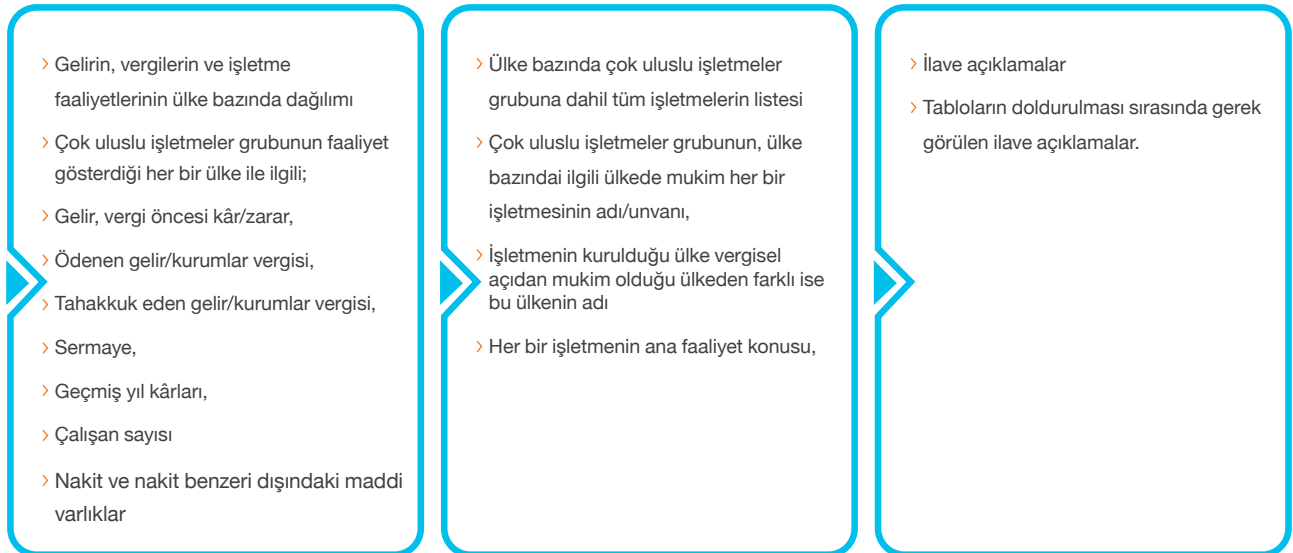 Gelirin, vergilerin ve işletme
faaliyetlerinin ülke bazında dağılımı
Çok uluslu işletmeler grubunun faaliyet
gösterdiği her bir ülke ile ilgili;
Gelir, vergi öncesi kâr/zarar,
Ödenen gelir/kurumlar vergisi,
Tahakkuk eden gelir/kurumlar vergisi,
Sermaye,
Geçmiş yıl kârları,
Çalışan sayısı
Nakit ve nakit benzeri dışındaki maddi
varlıklar
Ülke bazında çok uluslu işletmeler
grubuna dahil tüm işletmelerin listesi
Çok uluslu işletmeler grubunun, ülke
bazındai ilgili ülkede mukim her bir
işletmesinin adı/unvanı,
İşletmenin kurulduğu ülke vergisel
açıdan mukim olduğu ülkeden farklı ise
bu ülkenin adı
Her bir işletmenin ana faaliyet konusu,
İlave açıklamalar
Tabloların doldurulması sırasında gerek
görülen ilave açıklamalar.